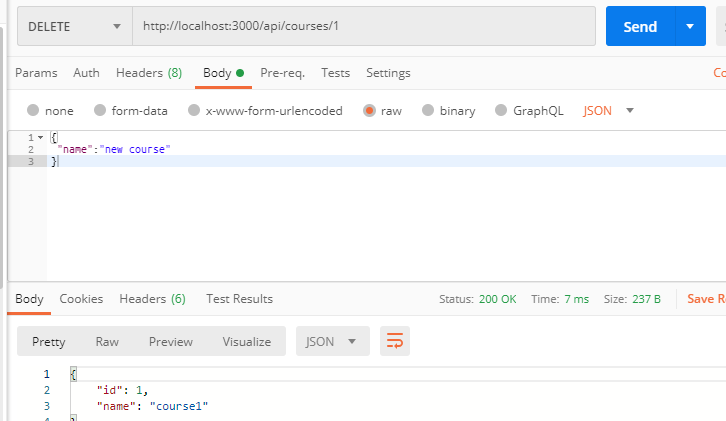 DELETE http://localhost:3000/api/courses/1 Send
Params Auth Headers (8) Body Pre-req. Tests Settings Co
none form-data x-www-form-urlencoded raw binary GraphQL JSON
1 {
2 "name":"new course"
3 }
Body Cookies Headers (6) Test Results Status: 200 OK Time: 7 ms Size: 237 B Save R
Pretty Raw Preview Visualize JSON
1 {
2 "id": 1,
3 "name": "course1"
4 }